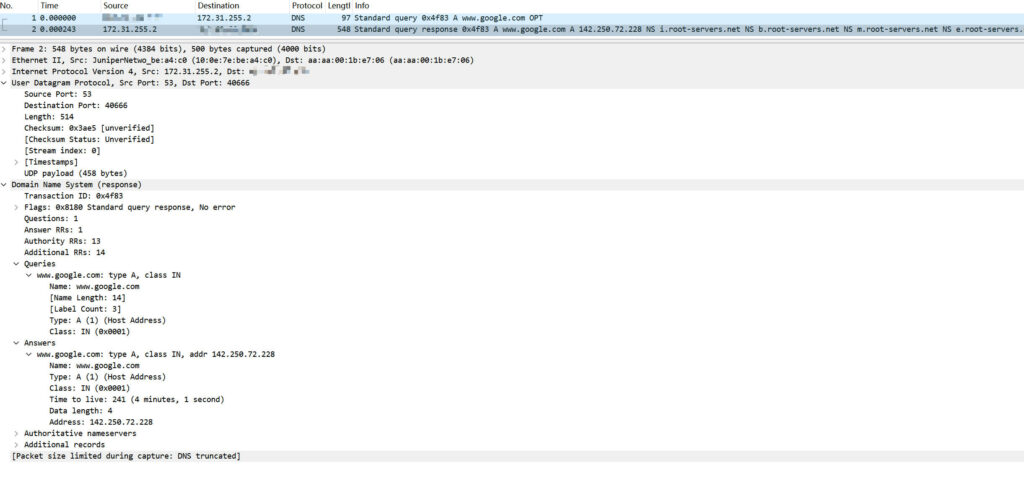 No. Time Source Destination Protocol Lengtl Info
1 0.000000 172.31.255.2 DNS 97 Standard query 0x4f83 A www.google.com OPT
2 0.000243 172.31.255.2 DNS 548 Standard query response 0x4f83 A www.google.com A 142.250.72.228 NS i.root-servers.net NS b.root-servers.net NS m.root-servers.net NS e.root-servers.
Frame 2: 548 bytes on wire (4384 bits), 500 bytes captured (4000 bits)
Ethernet II, Src: JuniperNetwo_be:a4:c0 (10:0e:7e:be:a4:c0), Dst: aa:aa:00:1b:e7:06 (aa:aa:00:1b:e7:06)
Internet Protocol Version 4, Src: 172.31.255.2, Dst:
User Datagram Protocol, Src Port: 53, Dst Port: 40666
Source Port: 53
Destination Port: 40666
Length: 514
Checksum: 0x3ae5 [unverified]
[Checksum Status: Unverified]
[Stream index: 0]
[Timestamps]
UDP payload (458 bytes)
Domain Name System (response)
Transaction ID: 0x4f83
Flags: 0x8180 Standard query response, No error
Questions: 1
Answer RRs: 1
Authority RRs: 13
Additional RRs: 14
Queries
www.google.com: type A, class IN
Name: www.google.com
[Name Length: 14]
[Label Count: 3]
Type: A (1) (Host Address)
Class: IN (0x0001)
Answers
www.google.com: type A, class IN, addr 142.250.72.228
Name: www.google.com
Type: A (1) (Host Address)
Class: IN (0x0001)
Time to live: 241 (4 minutes, 1 second)
Data length: 4
Address: 142.250.72.228
Authoritative nameservers
Additional records
[Packet size limited during capture: DNS truncated]